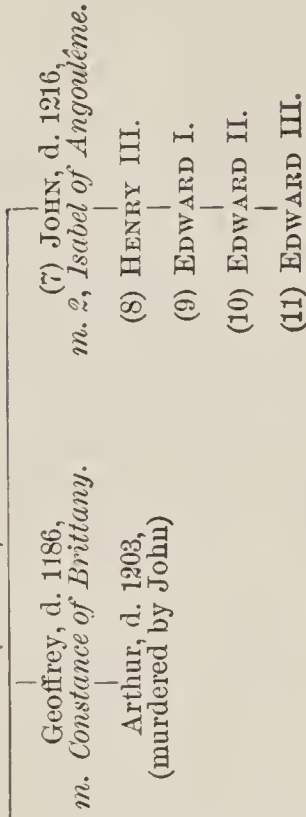 Geoffrey, d. 1186,
m. Constance of Brittany.
Arthur, d. 1203,
(murdered by John)
(7) JOHN, d. 1216,
m. 2, Isabel of Angoulême.
(8) HENRY III.
(9) EDWARD I.
(10) EDWARD II.
(11) EDWARD III.